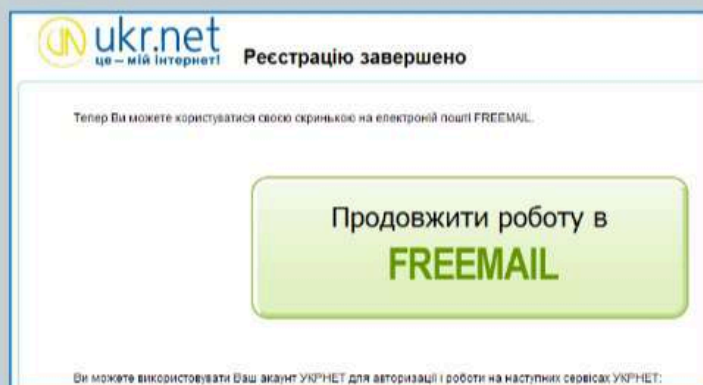 ukr.net
це – мій Інтернет!
Реєстрацію завершено
Тепер Ви можете користуватися своєю скринькою на електроній пошті FREEMAIL.
Продовжити роботу в
FREEMAIL
Ви можете використовувати Ваш акаунт УКРНЕТ для авторизації і роботи на наступних сервісах УКРНЕТ: